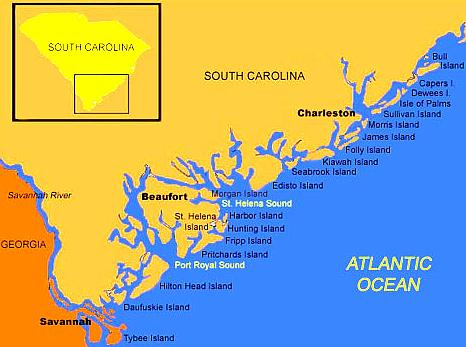 SOUTH CAROLINA
SOUTH CAROLINA
Bull
Island
Capers I.
Dewees I.
Isle of Palms
Charleston
Sullivan Island
Morris Island
James Island
Folly Island
Kiawah Island
Seabrook Island
Edisto Island
Savannah River
Morgan Island
Beaufort
St. Helena Sound
St. Helena
Island
Harbor Island
Hunting Island
Fripp Island
GEORGIA
Pritchards Island
Port Royal Sound
ATLANTIC
OCEAN
Hilton Head Island
Daufuskie Island
Savannah
Tybee Island